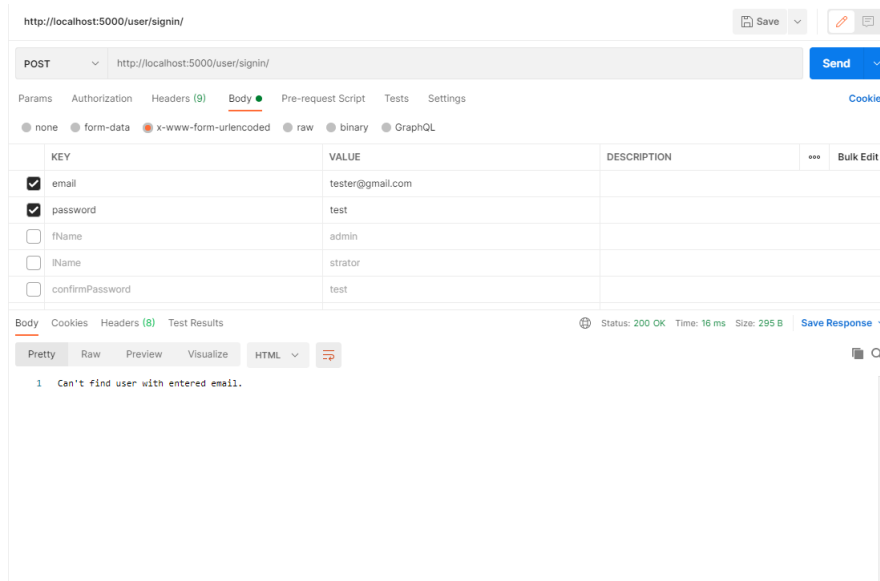 http://localhost:5000/user/signin/ Save
POST http://localhost:5000/user/signin/ Send
Params Authorization Headers (9) Body Pre-request Script Tests Settings Cookie
none form-data x-www-form-urlencoded raw binary GraphQL
KEY VALUE DESCRIPTION ooo Bulk Edit
email tester@gmail.com
password test
fName admin
lName strator
confirmPassword test
Body Cookies Headers (8) Test Results Status: 200 OK Time: 16 ms Size: 295 B Save Response
Pretty Raw Preview Visualize HTML
1 Can't find user with entered email.